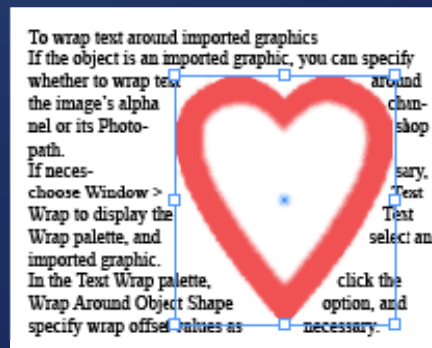 To wrap text around imported graphics
If the object is an imported graphic, you can specify
whether to wrap text around
the image's alpha chan-
nel or its Photo- shop
path.
If neces- sary,
choose Window > Text
Wrap to display the Text
Wrap palette, and select an
imported graphic.
In the Text Wrap palette, click the
Wrap Around Object Shape option, and
specify wrap offset values as necessary.